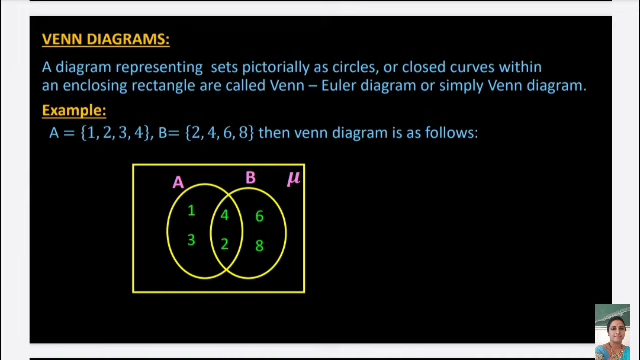 VENN DIAGRAMS:
A diagram representing sets pictorially as circles, or closed curves within
an enclosing rectangle are called Venn – Euler diagram or simply Venn diagram.
Example:
A = {1, 2, 3, 4}, B= {2, 4, 6, 8} then venn diagram is as follows:
A B μ
1 4 6
3 2 8